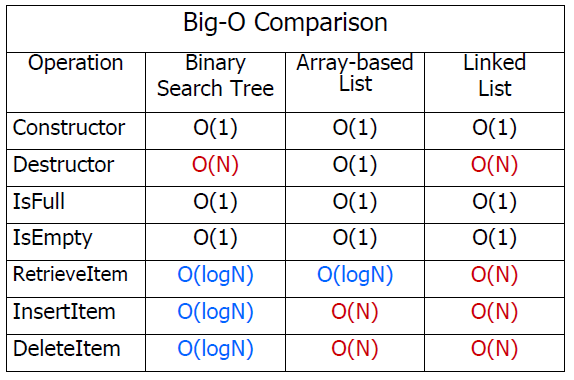 Big-O Comparison
Operation Binary Search Tree Array-based List Linked List
Constructor O(1) O(1) O(1)
Destructor O(N) O(1) O(N)
IsFull O(1) O(1) O(1)
IsEmpty O(1) O(1) O(1)
RetrieveItem O(logN) O(logN) O(N)
InsertItem O(logN) O(N) O(N)
DeleteItem O(logN) O(N) O(N)